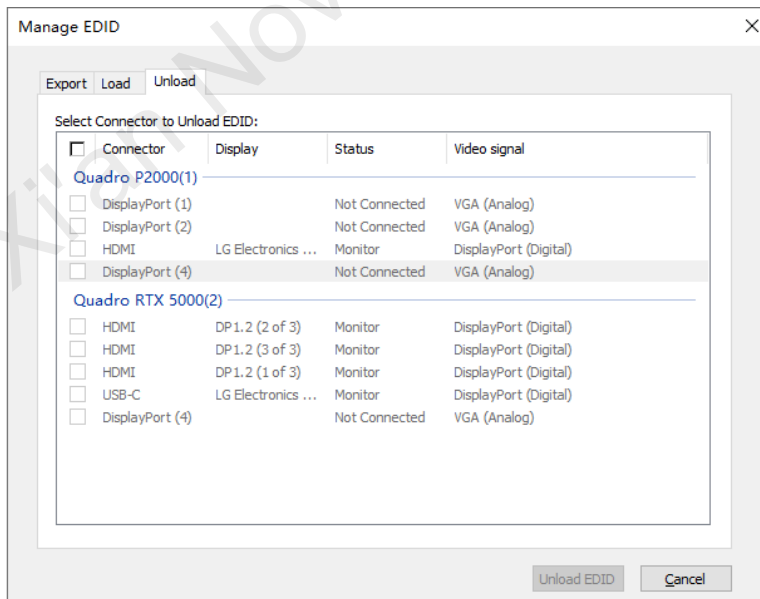 Manage EDID
Export Load Unload
Select Connector to Unload EDID:
Connector Display Status Video signal
Quadro P2000(1)
DisplayPort (1) Not Connected VGA (Analog)
DisplayPort (2) Not Connected VGA (Analog)
HDMI LG Electronics ... Monitor DisplayPort (Digital)
DisplayPort (4) Not Connected VGA (Analog)
Quadro RTX 5000(2)
HDMI DP1.2 (2 of 3) Monitor DisplayPort (Digital)
HDMI DP1.2 (3 of 3) Monitor DisplayPort (Digital)
HDMI DP1.2 (1 of 3) Monitor DisplayPort (Digital)
USB-C LG Electronics ... Monitor DisplayPort (Digital)
DisplayPort (4) Not Connected VGA (Analog)
Unload EDID Cancel
Xi'an Nov